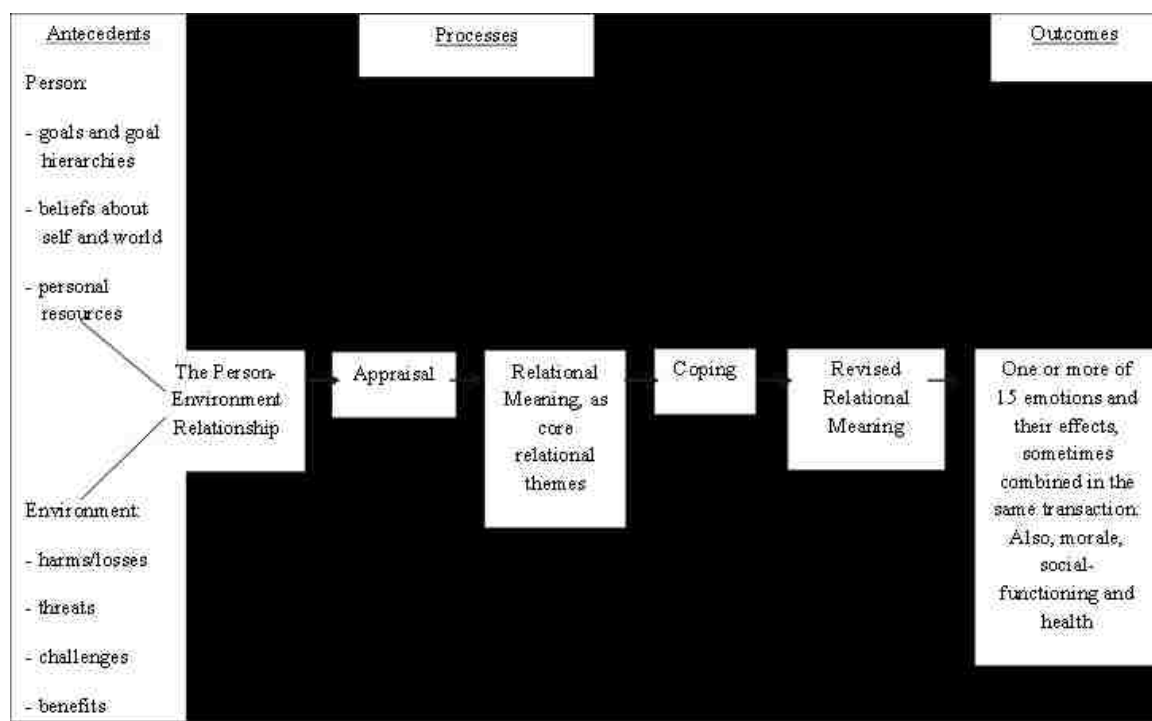 Antecedents
Processes
Outcomes
Person:
- goals and goal
hierarchies
- beliefs about
self and world
- personal
resources
The Person-
Environment
Relationship
Appraisal
Relational
Meaning, as
core
relational
themes
Coping
Revised
Relational
Meaning
One or more of
15 emotions and
their effects,
sometimes
combined in the
same transaction.
Also, morale,
social-
functioning and
health
Environment:
- harms/losses
- threats
- challenges
- benefits